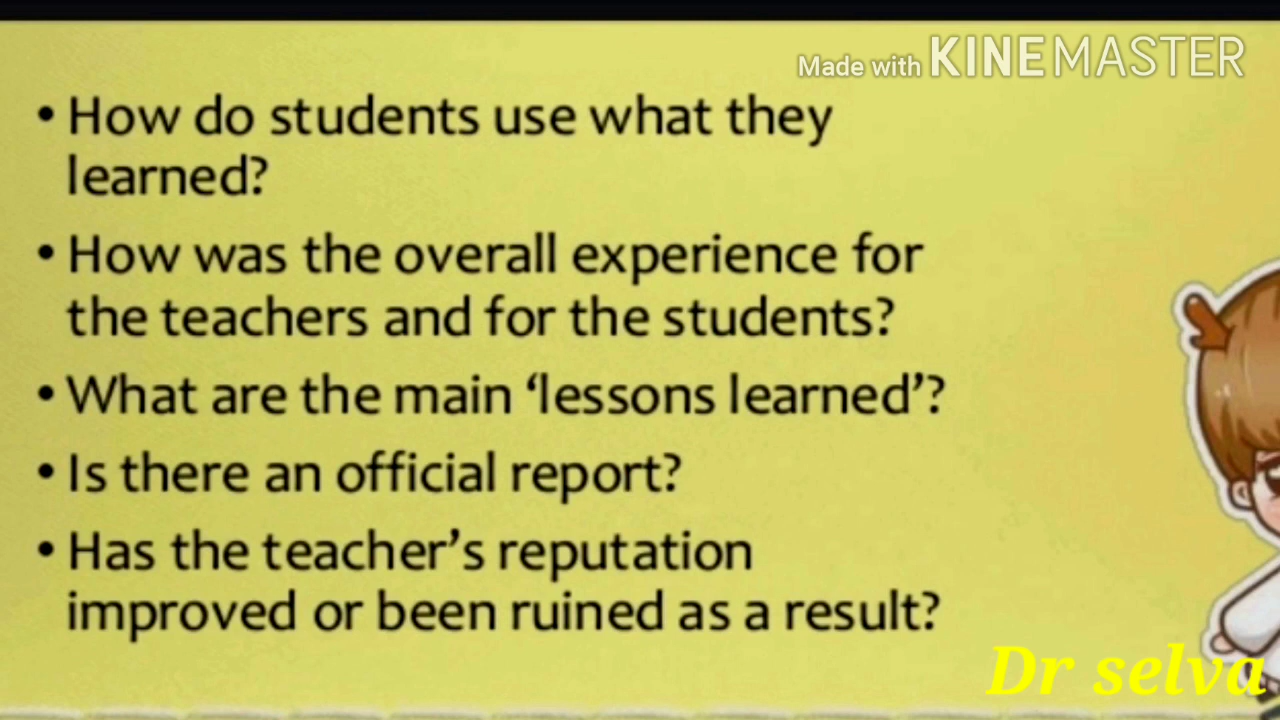 Made with KINEMASTER
• How do students use what they
learned?
• How was the overall experience for
the teachers and for the students?
• What are the main ‘lessons learned’?
• Is there an official report?
• Has the teacher’s reputation
improved or been ruined as a result?
Dr selva